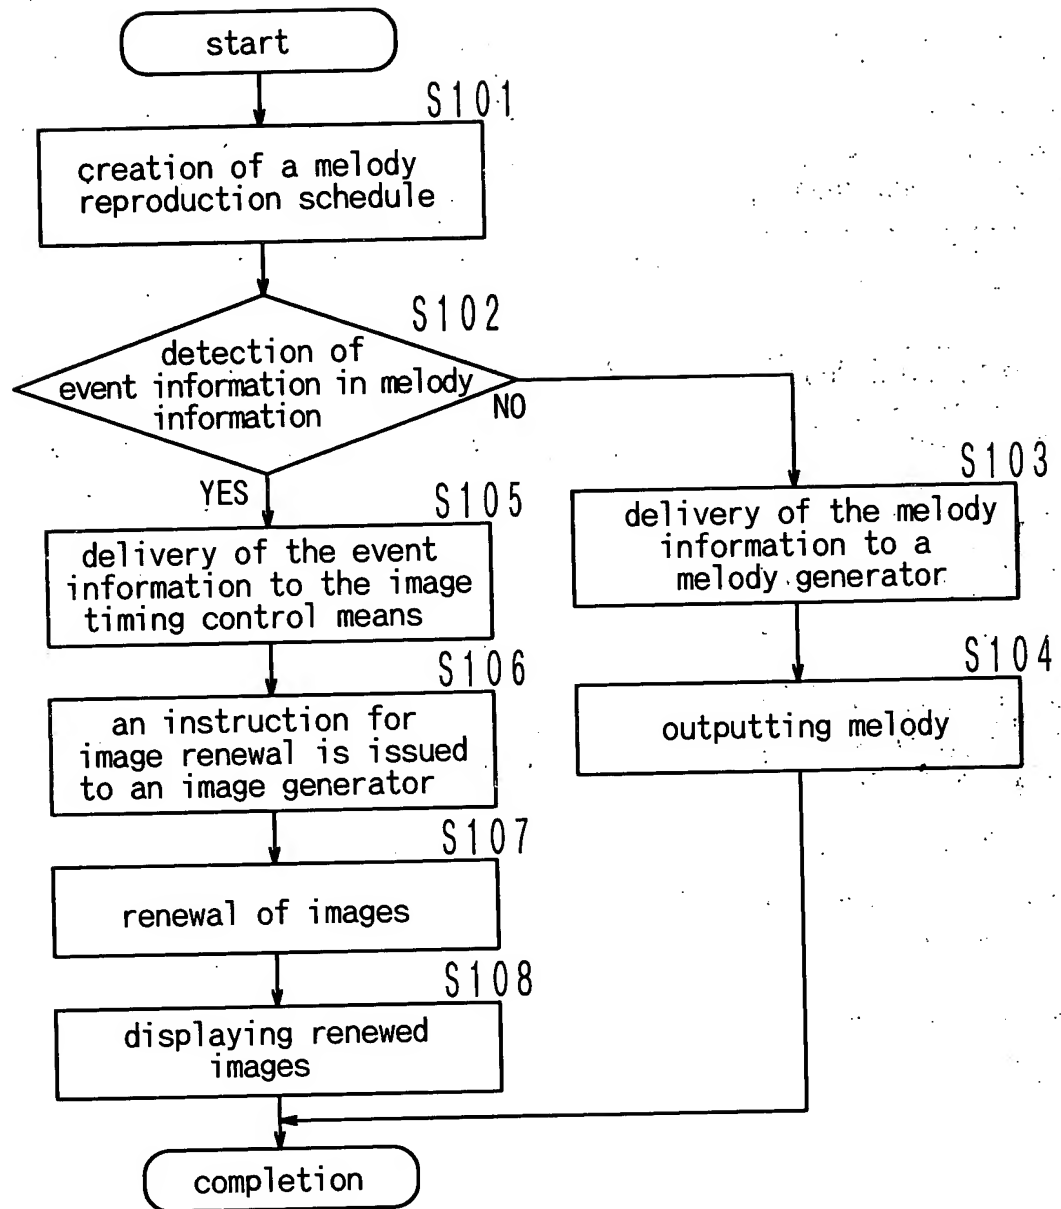 start
S101
creation of a melody
reproduction schedule
S102
detection of
event information in melody
information
NO
YES
S103
delivery of the melody
information to a
melody generator
S105
delivery of the event
information to the image
timing control means
S104
outputting melody
S106
an instruction for
image renewal is issued
to an image generator
S107
renewal of images
S108
displaying renewed
images
completion